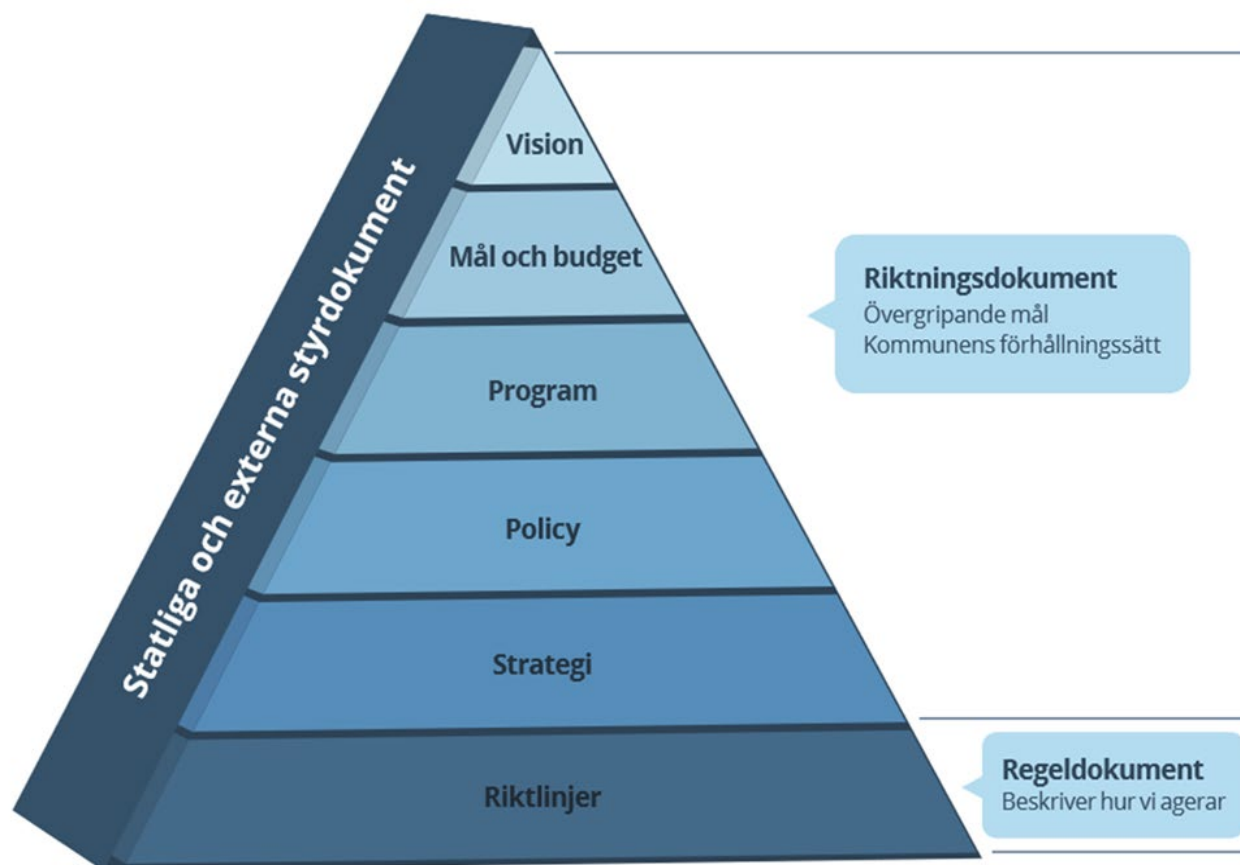 Statliga och externa styrdokument
Vision
Mål och budget
Program
Policy
Strategi
Riktlinjer
Riktningsdokument
Övergripande mål
Kommunens förhållningssätt
Regeldokument
Beskriver hur vi agerar